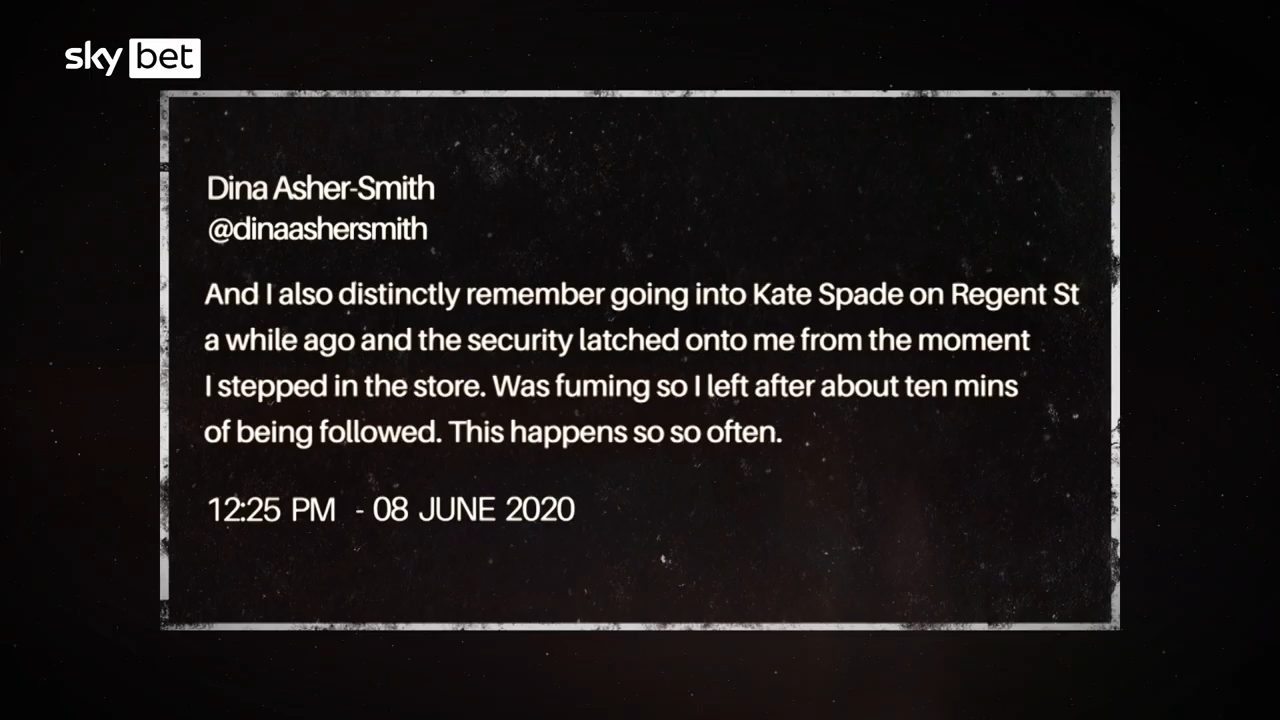 sky bet
Dina Asher-Smith
@dinaashersmith
And I also distinctly remember going into Kate Spade on Regent St
a while ago and the security latched onto me from the moment
I stepped in the store. Was fuming so I left after about ten mins
of being followed. This happens so so often.
12:25 PM - 08 JUNE 2020